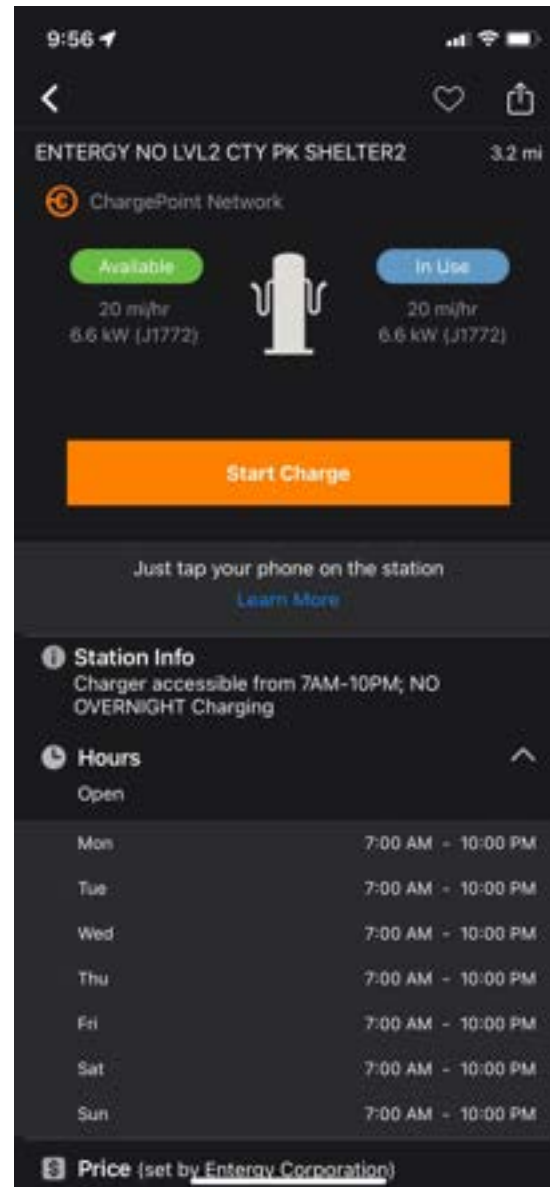 9:56
ENTERGY NO LVL2 CTY PK SHELTER2 3.2 mi
ChargePoint Network
Available In Use
20 mi/hr 20 mi/hr
6.6 kW (J1772) 6.6 kW (J1772)
Start Charge
Just tap your phone on the station
Learn More
Station Info
Charger accessible from 7AM-10PM; NO
OVERNIGHT Charging
Hours
Open
Mon 7:00 AM - 10:00 PM
Tue 7:00 AM - 10:00 PM
Wed 7:00 AM - 10:00 PM
Thu 7:00 AM - 10:00 PM
Fri 7:00 AM - 10:00 PM
Sat 7:00 AM - 10:00 PM
Sun 7:00 AM - 10:00 PM
Price (set by Entergy Corporation)